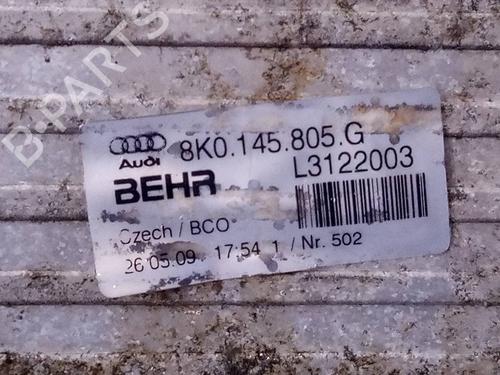 B-PARTS
8K0.145.805.G
Audi
L3122003
BEHR
Czech / BCO
26 05.09 17:54 1 / Nr. 502